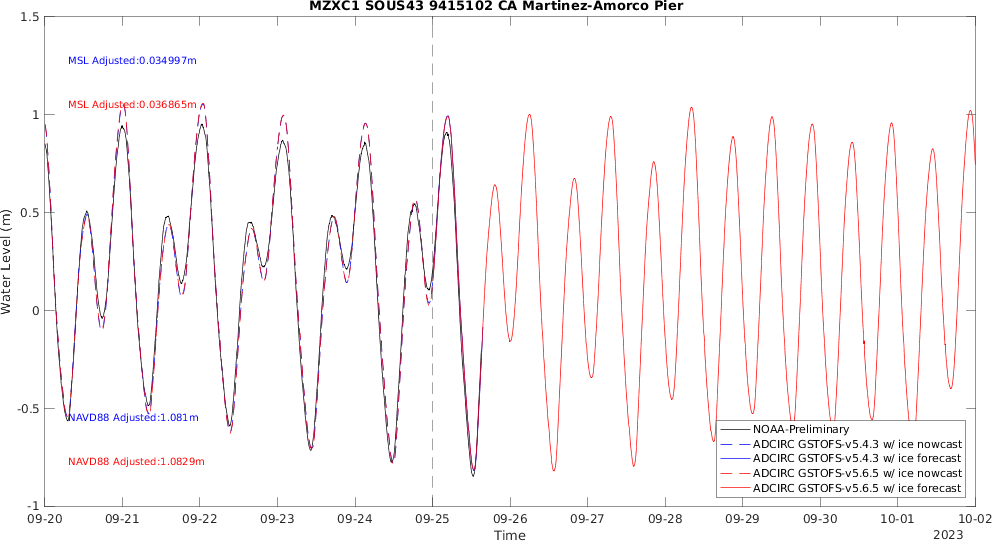 MZXC1 SOUS43 9415102 CA Martinez-Amorco Pier
1.5
1
0.5
0
-0.5
-1
Water Level (m)
MSL Adjusted:0.034997m
MSL Adjusted:0.036865m
NAVD88 Adjusted:1.081m
NAVD88 Adjusted:1.0829m
NOAA-Preliminary
ADCIRC GSTOFS-v5.4.3 w/ ice nowcast
ADCIRC GSTOFS-v5.4.3 w/ ice forecast
ADCIRC GSTOFS-v5.6.5 w/ ice nowcast
ADCIRC GSTOFS-v5.6.5 w/ ice forecast
09-20 09-21 09-22 09-23 09-24 09-25 09-26 09-27 09-28 09-29 09-30 10-01 10-02
Time
2023